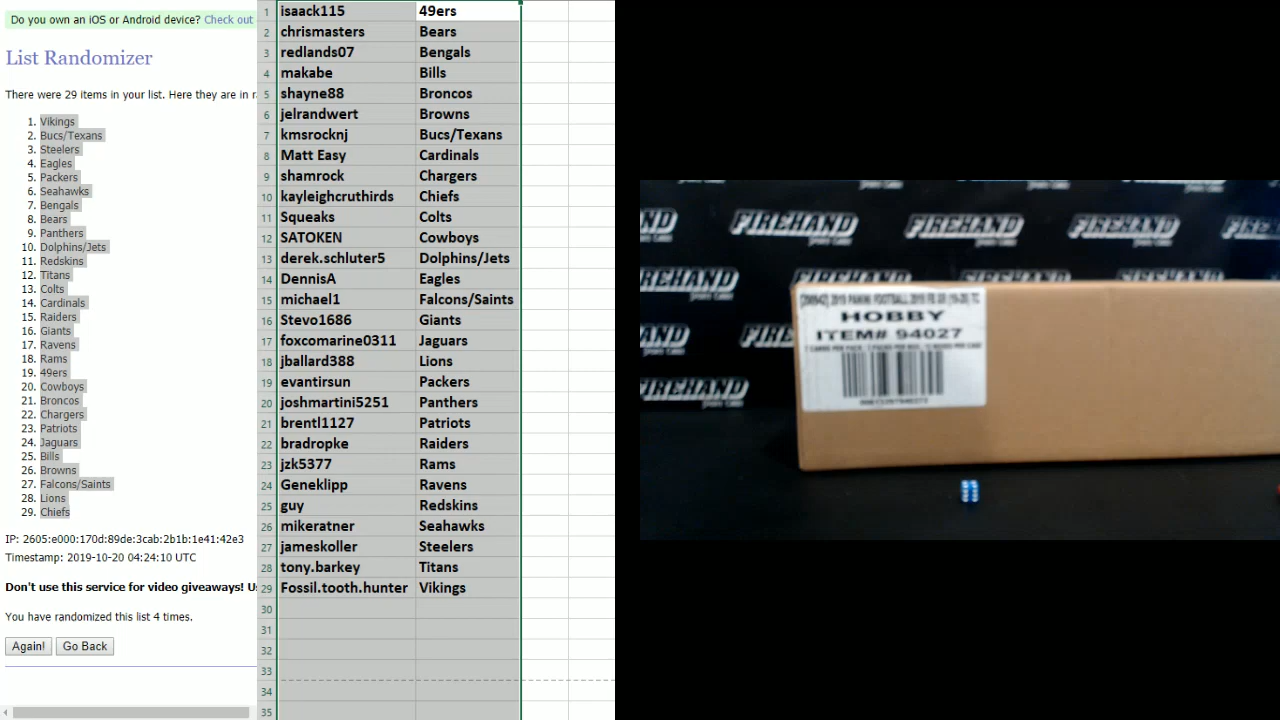 Do you own an iOS or Android device? Check out
List Randomizer
There were 29 items in your list. Here they are in r
1. Vikings
2. Bucs/Texans
3. Steelers
4. Eagles
5. Packers
6. Seahawks
7. Bengals
8. Bears
9. Panthers
10. Dolphins/Jets
11. Redskins
12. Titans
13. Colts
14. Cardinals
15. Raiders
16. Giants
17. Ravens
18. Rams
19. 49ers
20. Cowboys
21. Broncos
22. Chargers
23. Patriots
24. Jaguars
25. Bills
26. Browns
27. Falcons/Saints
28. Lions
29. Chiefs
IP: 2605:e000:170d:89de:3cab:2b1b:1e41:42e3
Timestamp: 2019-10-20 04:24:10 UTC
Don't use this service for video giveaways! Us
You have randomized this list 4 times.
Again! Go Back
1 isaack115 49ers
2 chrismasters Bears
3 redlands07 Bengals
4 makabe Bills
5 shayne88 Broncos
6 jelrandwert Browns
7 kmsrocknj Bucs/Texans
8 Matt Easy Cardinals
9 shamrock Chargers
10 kayleighcruthirds Chiefs
11 Squeaks Colts
12 SATOKEN Cowboys
13 derek.schluter5 Dolphins/Jets
14 DennisA Eagles
15 michael1 Falcons/Saints
16 Stevo1686 Giants
17 foxcomarine0311 Jaguars
18 jballard388 Lions
19 evantirsun Packers
20 joshmartini5251 Panthers
21 brentl1127 Patriots
22 bradropke Raiders
23 jzk5377 Rams
24 Geneklipp Ravens
25 guy Redskins
26 mikeratner Seahawks
27 jameskoller Steelers
28 tony.barkey Titans
29 Fossil.tooth.hunter Vikings
30
31
32
33
34
35
FIREHAND
FIREHAND
FIREHAND
HOBBY
ITEM# 94027